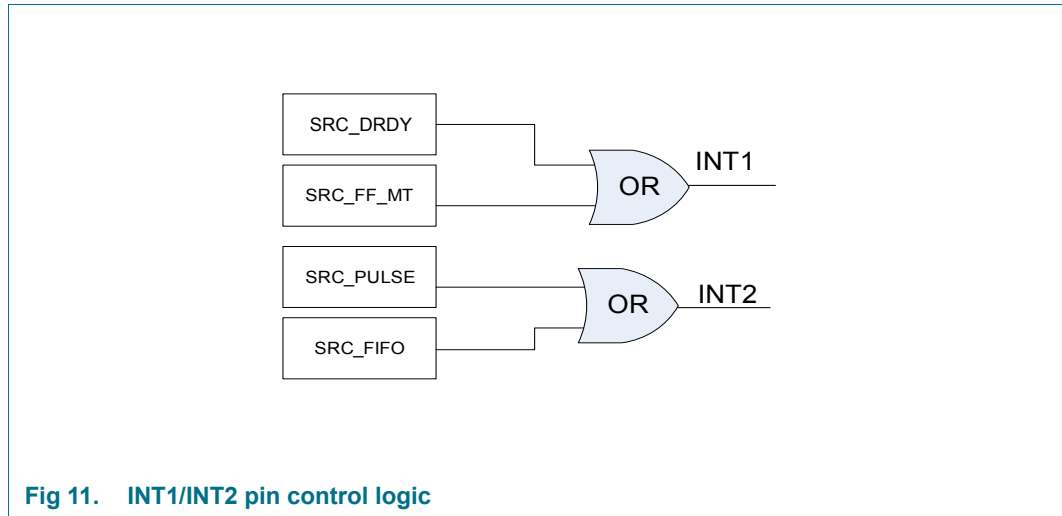 SRC_DRDY
SRC_FF_MT
OR
INT1
SRC_PULSE
SRC_FIFO
OR
INT2
Fig 11. INT1/INT2 pin control logic